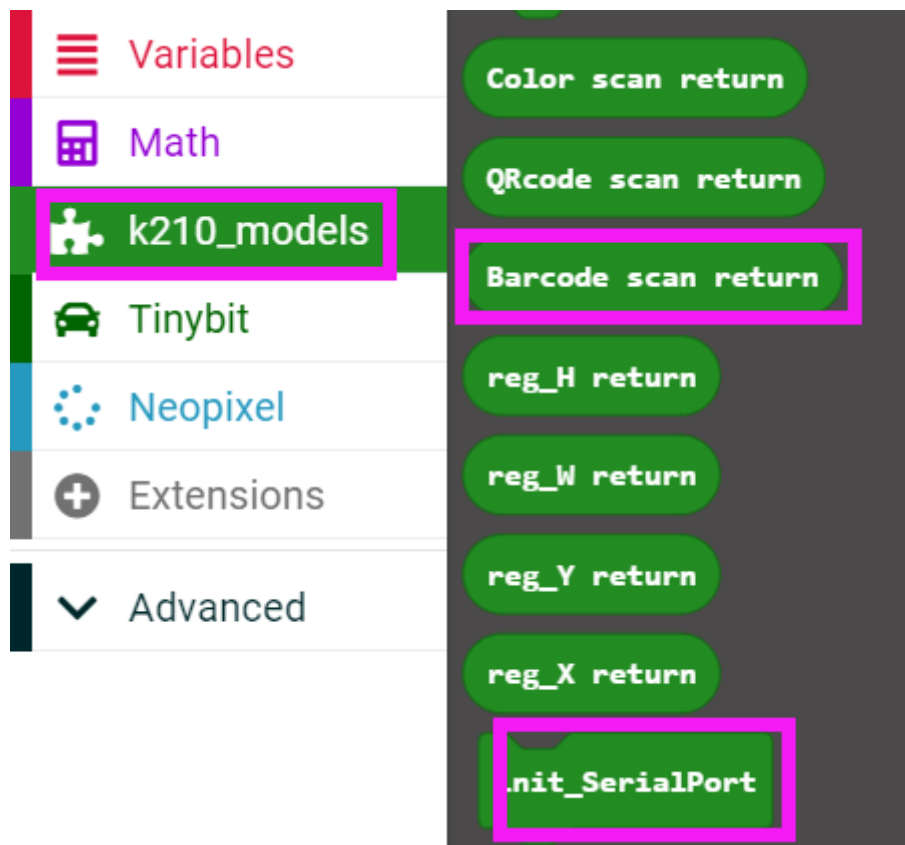 Variables
Math
k210_models
Tinybit
Neopixel
Extensions
Advanced
Color scan return
QRcode scan return
Barcode scan return
reg_H return
reg_W return
reg_Y return
reg_X return
init_SerialPort